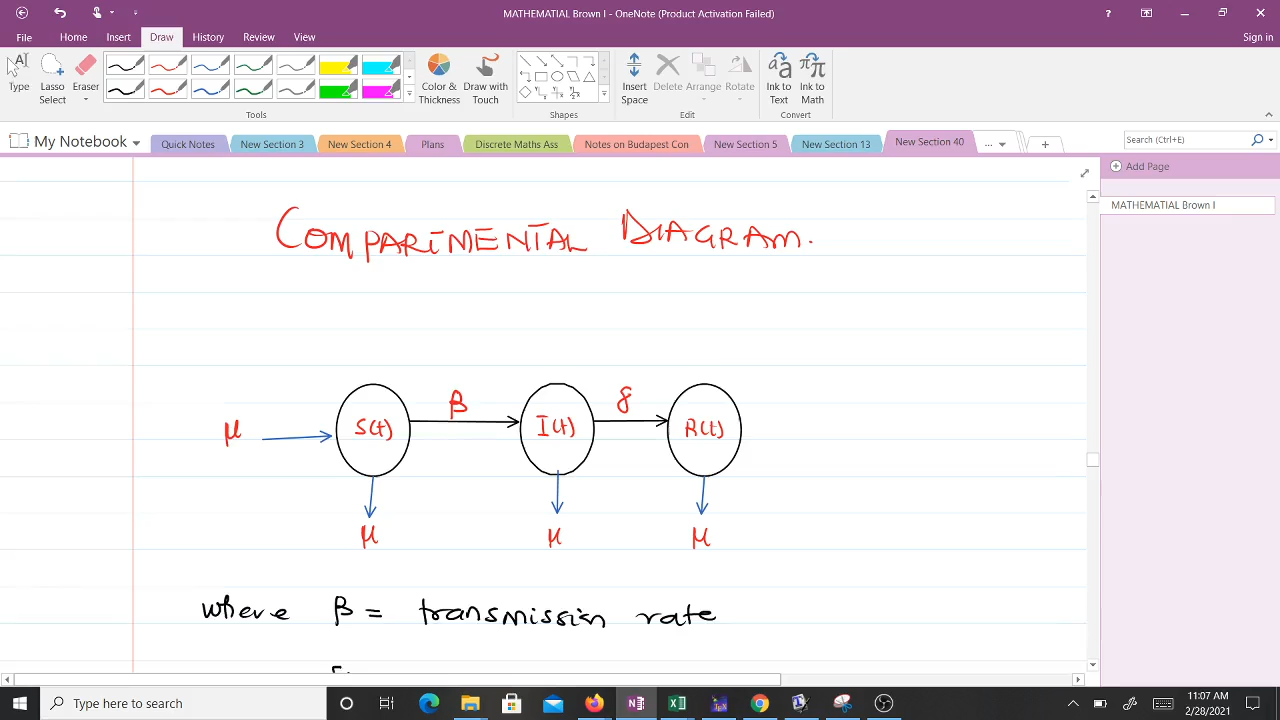 MATHEMATIAL Brown I - OneNote (Product Activation Failed)
?
File Home Insert Draw History Review View
Sign in
Type Lasso Select Eraser Color & Thickness Draw with Touch Insert Space Delete Arrange Rotate Ink to Text Ink to Math
Tools Shapes Edit Convert
My Notebook Quick Notes New Section 3 New Section 4 Plans Discrete Maths Ass Notes on Budapest Con New Section 5 New Section 13 New Section 40 ... Search (Ctrl+E)
Add Page
MATHEMATIAL Brown I
COMPARIMENTAL DIAGRAM.
β δ
μ S(t) I(t) R(t)
μ μ μ
where β = transmission rate
Type here to search
11:07 AM
2/28/2021